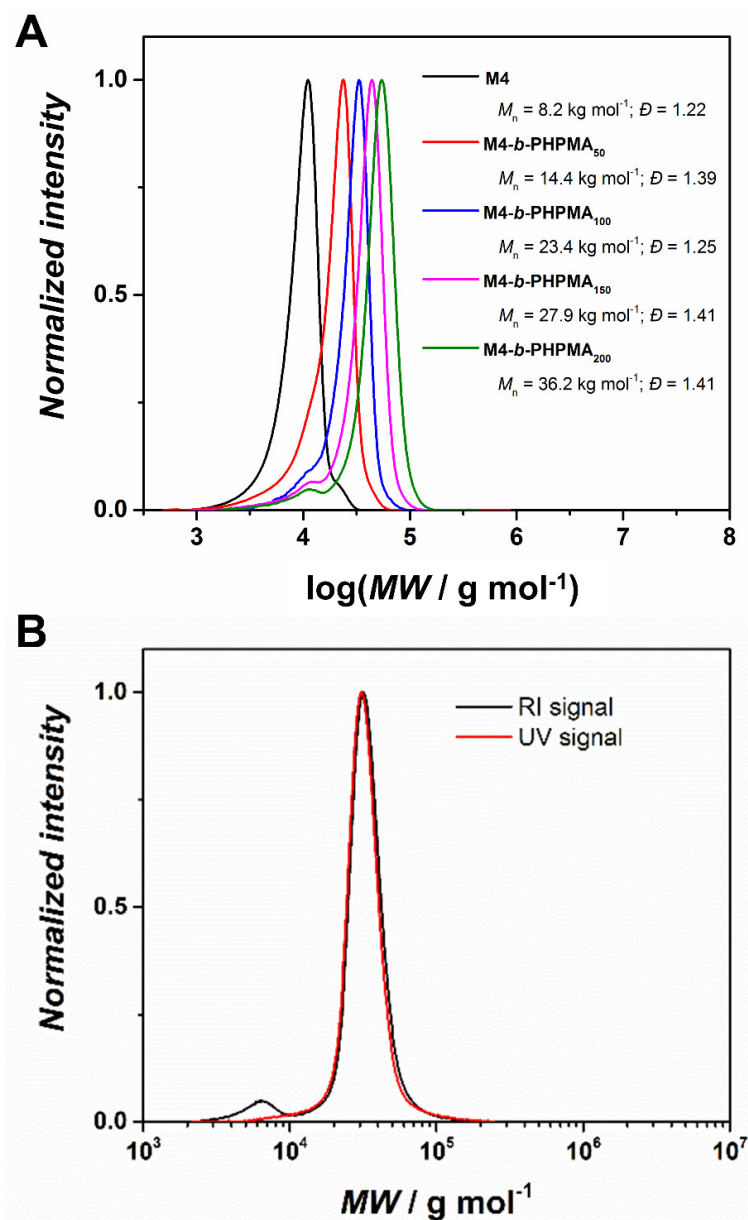 A
Normalized intensity
1.0
0.5
0.0
M4
Mn = 8.2 kg mol-1; Đ = 1.22
M4-b-PHPMA50
Mn = 14.4 kg mol-1; Đ = 1.39
M4-b-PHPMA100
Mn = 23.4 kg mol-1; Đ = 1.25
M4-b-PHPMA150
Mn = 27.9 kg mol-1; Đ = 1.41
M4-b-PHPMA200
Mn = 36.2 kg mol-1; Đ = 1.41
3 4 5 6 7 8
log(MW / g mol-1)
B
Normalized intensity
1.0
0.5
0.0
RI signal
UV signal
10³ 10⁴ 10⁵ 10⁶ 10⁷
MW / g mol-1